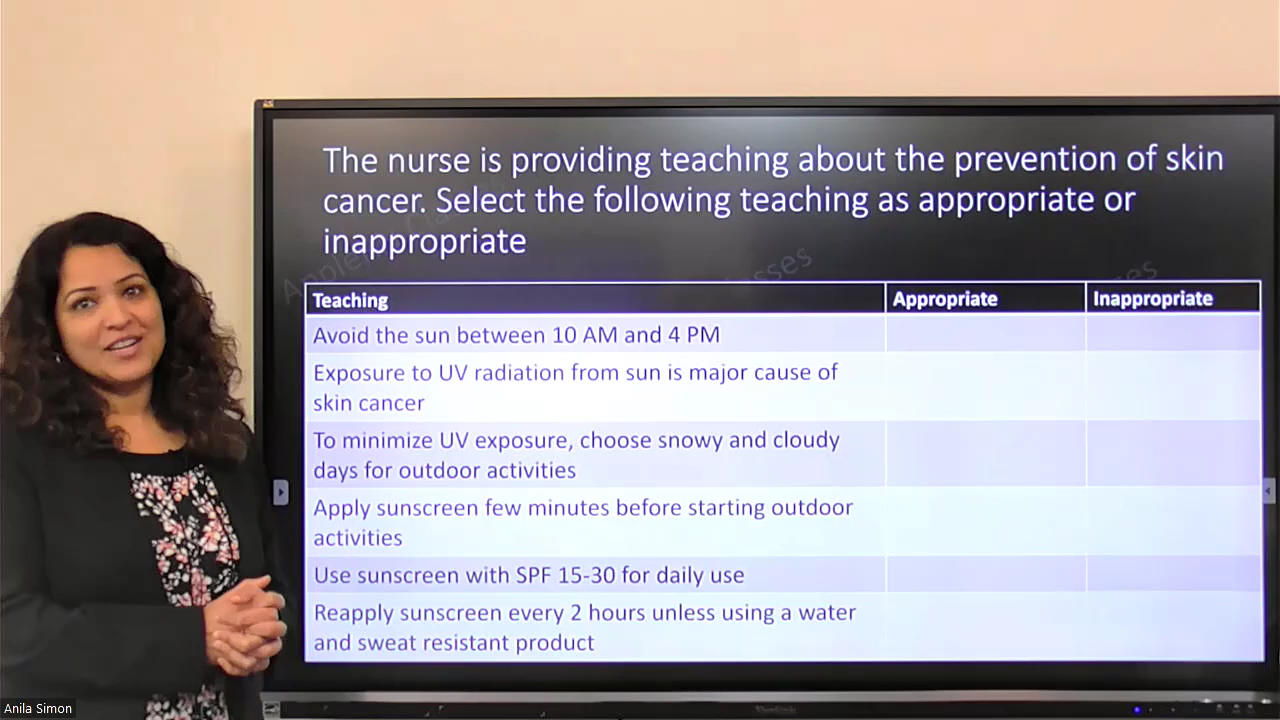 The nurse is providing teaching about the prevention of skin
cancer. Select the following teaching as appropriate or
inappropriate
Teaching
Appropriate
Inappropriate
Avoid the sun between 10 AM and 4 PM
Exposure to UV radiation from sun is major cause of
skin cancer
To minimize UV exposure, choose snowy and cloudy
days for outdoor activities
Apply sunscreen few minutes before starting outdoor
activities
Use sunscreen with SPF 15-30 for daily use
Reapply sunscreen every 2 hours unless using a water
and sweat resistant product
Anila Simon